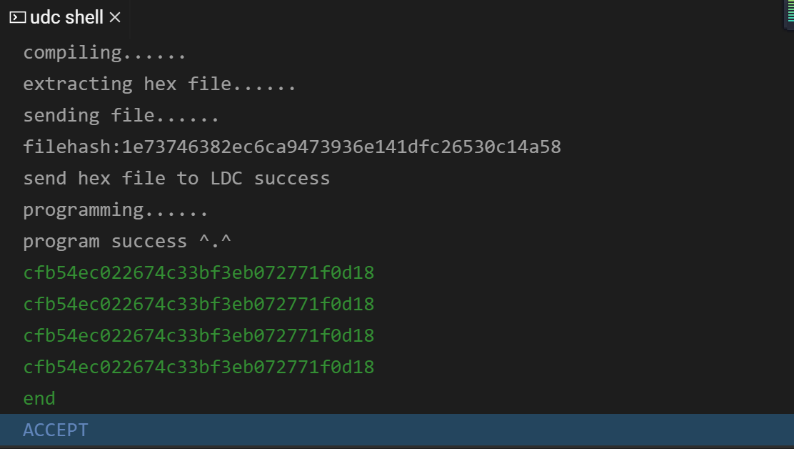 udc shell
compiling......
extracting hex file......
sending file......
filehash:1e73746382ec6ca9473936e141dfc26530c14a58
send hex file to LDC success
programming......
program success ^.^
cfb54ec022674c33bf3eb072771f0d18
cfb54ec022674c33bf3eb072771f0d18
cfb54ec022674c33bf3eb072771f0d18
cfb54ec022674c33bf3eb072771f0d18
end
ACCEPT